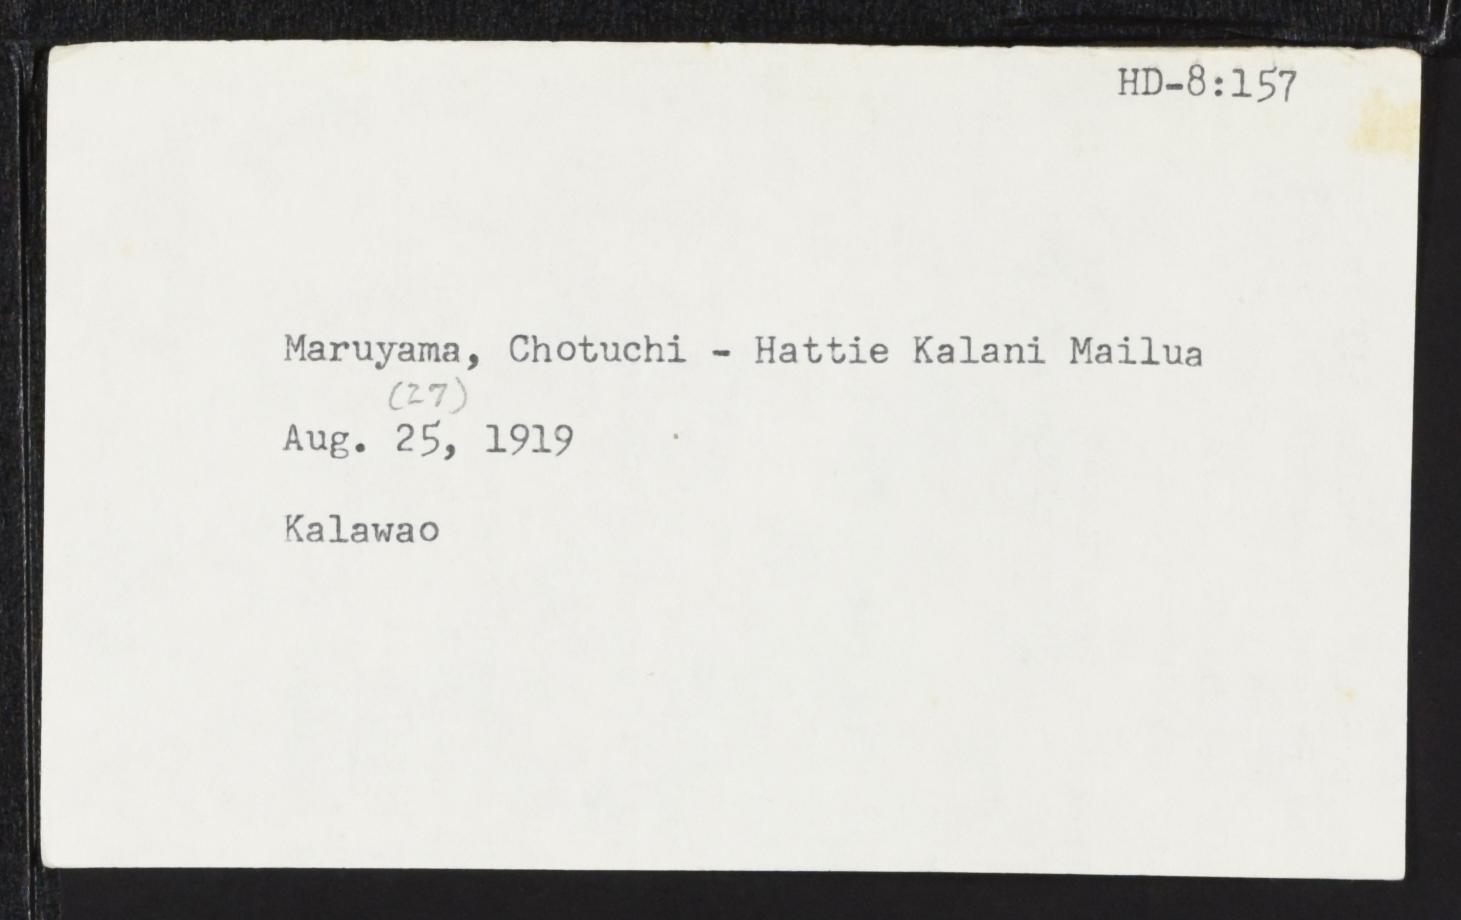 HD-8:157
Maruyama, Chotuchi - Hattie Kalani Mailua
(27)
Aug. 25, 1919
Kalawao